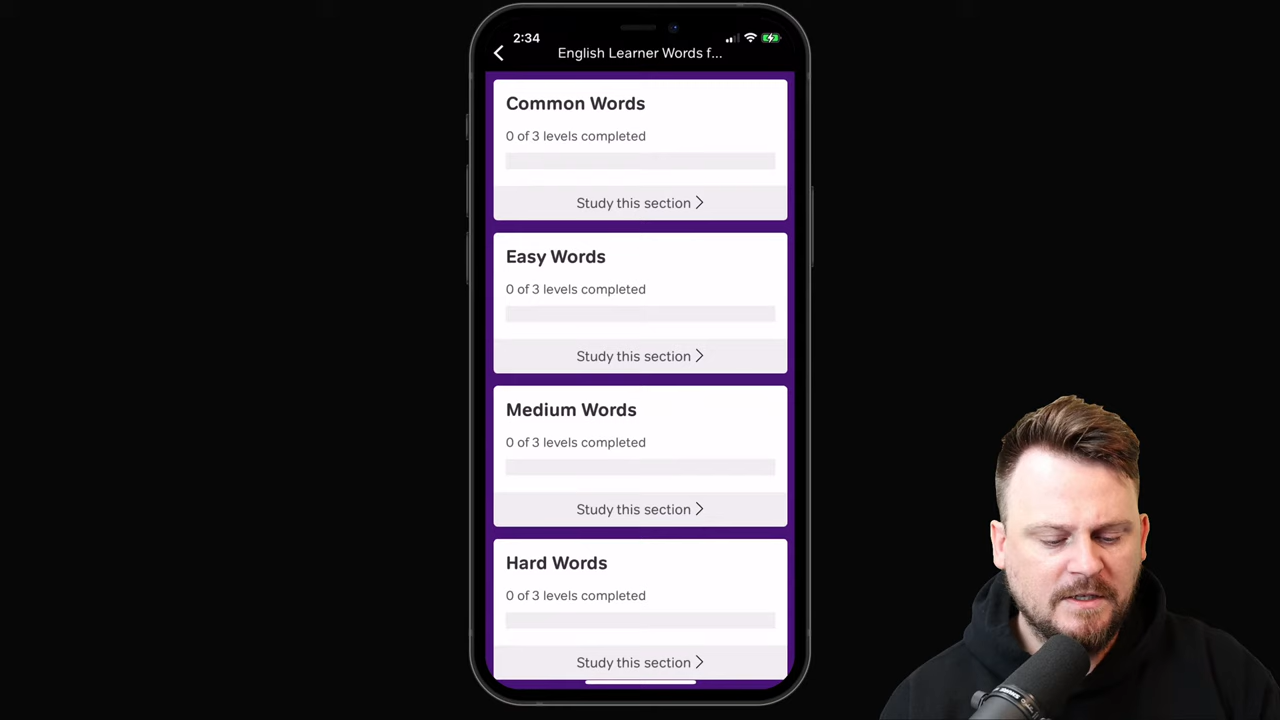 2:34
English Learner Words f...
Common Words
0 of 3 levels completed
Study this section
Easy Words
0 of 3 levels completed
Study this section
Medium Words
0 of 3 levels completed
Study this section
Hard Words
0 of 3 levels completed
Study this section